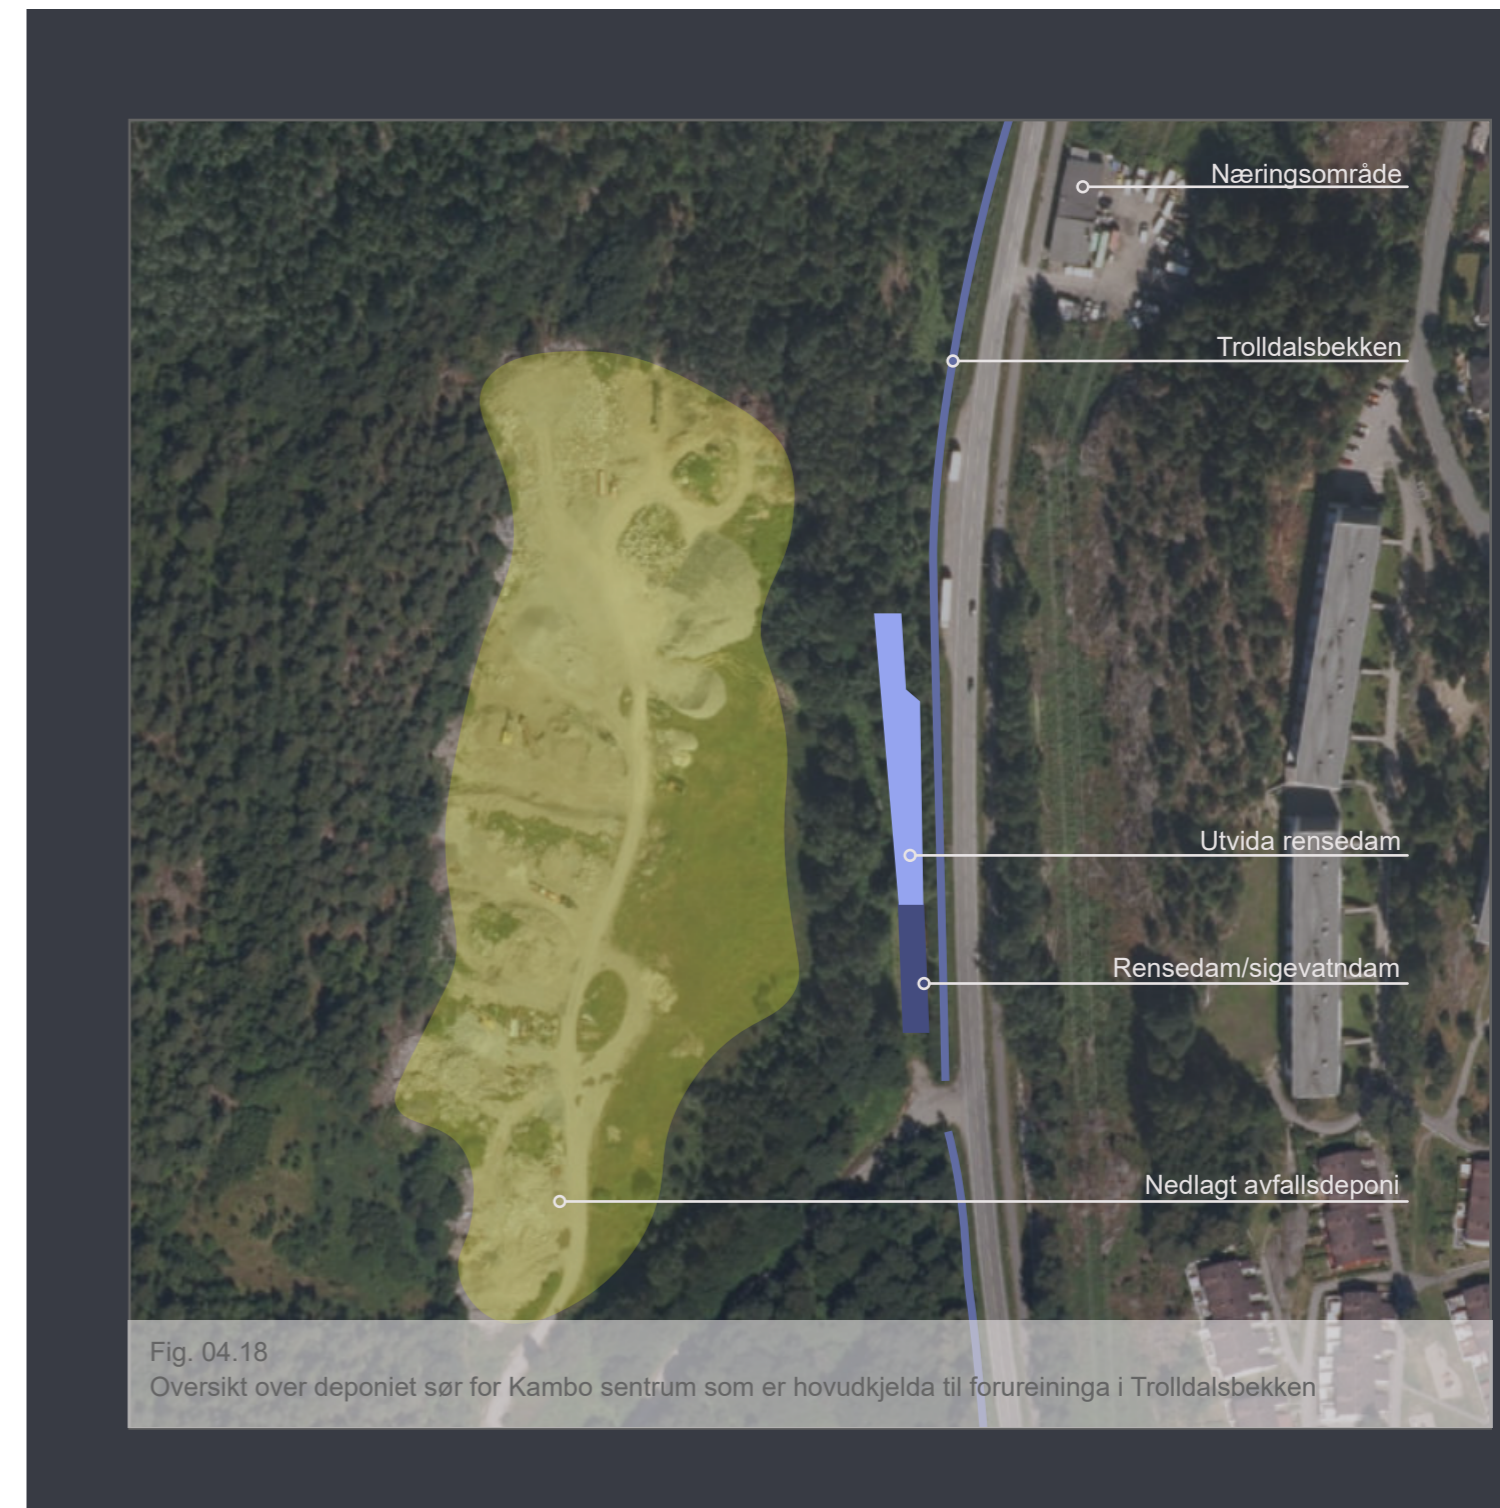 Næringsområde
Trolldalsbekken
Utvida rensedam
Rensedam/sigevatndam
Nedlagt avfallsdeponi
Fig. 04.18
Oversikt over deponiet sør for Kambo sentrum som er hovudkjelda til forureininga i Trolldalsbekken